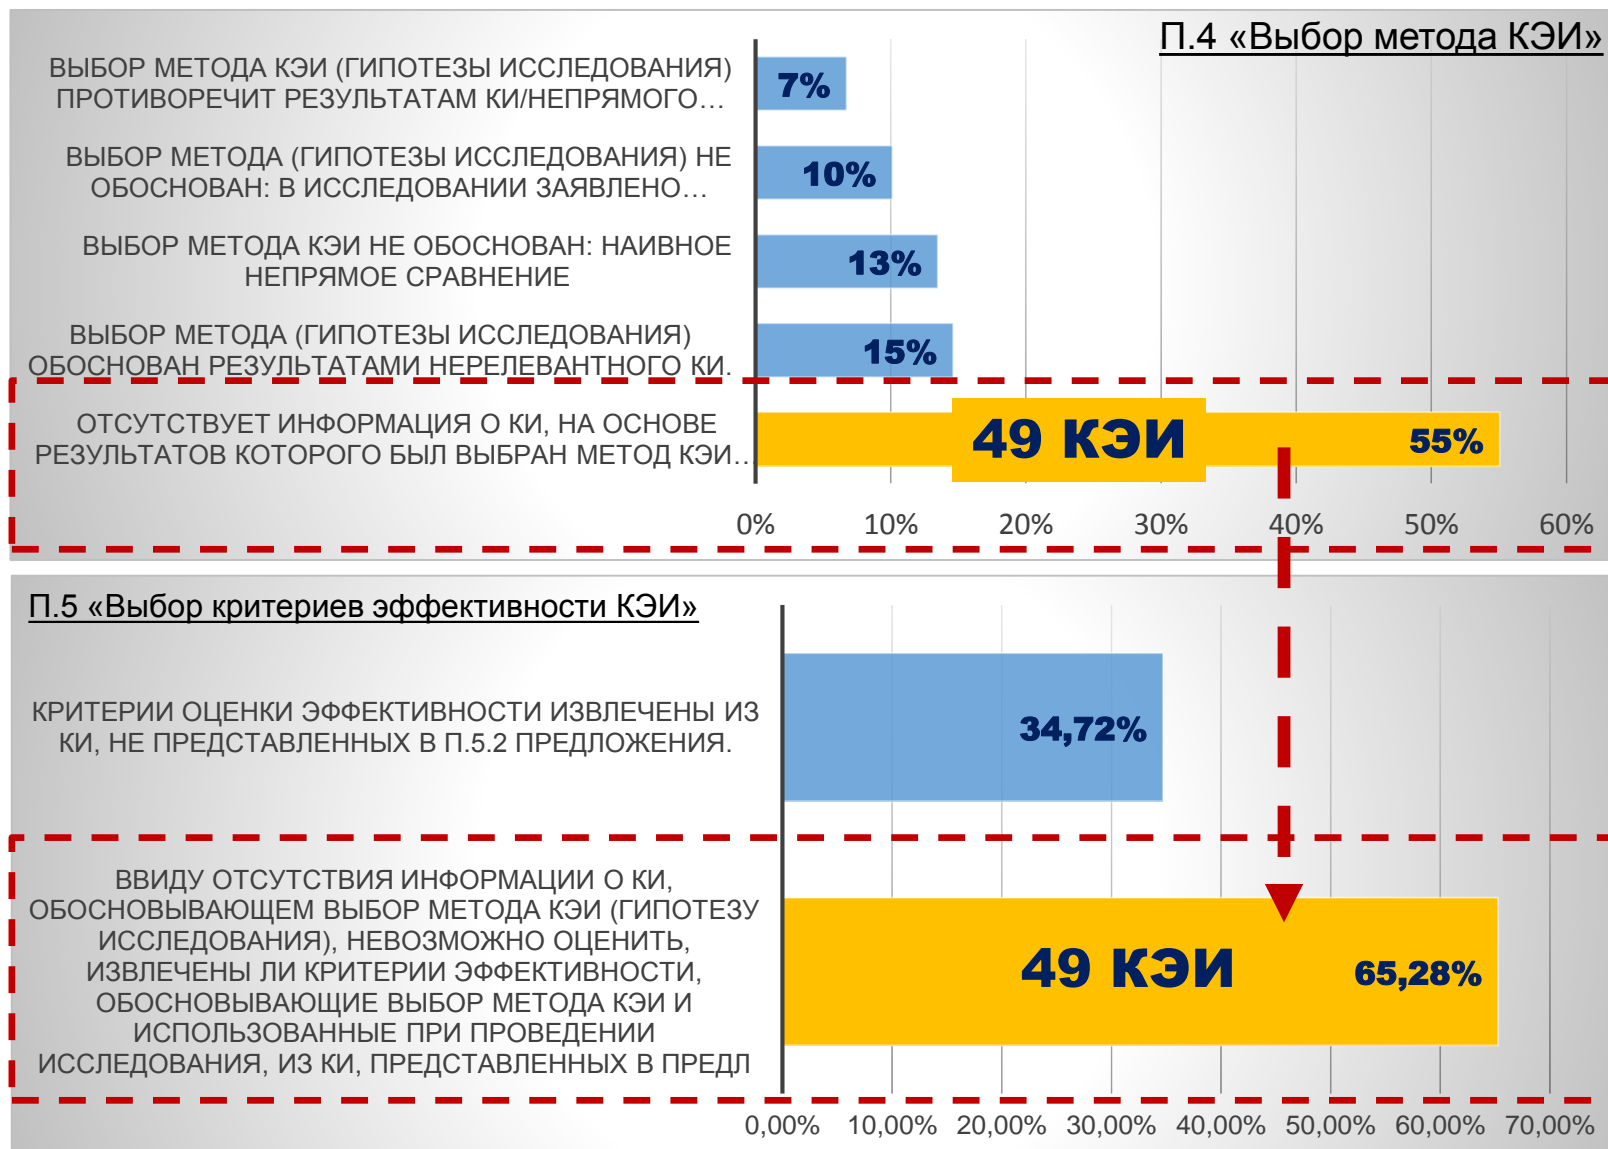 П.4 «Выбор метода КЭИ»
ВЫБОР МЕТОДА КЭИ (ГИПОТЕЗЫ ИССЛЕДОВАНИЯ)
ПРОТИВОРЕЧИТ РЕЗУЛЬТАТАМ КИ/НЕПРЯМОГО…
7%
ВЫБОР МЕТОДА (ГИПОТЕЗЫ ИССЛЕДОВАНИЯ) НЕ
ОБОСНОВАН: В ИССЛЕДОВАНИИ ЗАЯВЛЕНО…
10%
ВЫБОР МЕТОДА КЭИ НЕ ОБОСНОВАН: НАИВНОЕ
НЕПРЯМОЕ СРАВНЕНИЕ
13%
ВЫБОР МЕТОДА (ГИПОТЕЗЫ ИССЛЕДОВАНИЯ)
ОБОСНОВАН РЕЗУЛЬТАТАМИ НЕРЕЛЕВАНТНОГО КИ.
15%
ОТСУТСТВУЕТ ИНФОРМАЦИЯ О КИ, НА ОСНОВЕ
РЕЗУЛЬТАТОВ КОТОРОГО БЫЛ ВЫБРАН МЕТОД КЭИ…
49 КЭИ
55%
0% 10% 20% 30% 40% 50% 60%
П.5 «Выбор критериев эффективности КЭИ»
КРИТЕРИИ ОЦЕНКИ ЭФФЕКТИВНОСТИ ИЗВЛЕЧЕНЫ ИЗ
КИ, НЕ ПРЕДСТАВЛЕННЫХ В П.5.2 ПРЕДЛОЖЕНИЯ.
34,72%
ВВИДУ ОТСУТСТВИЯ ИНФОРМАЦИИ О КИ,
ОБОСНОВЫВАЮЩЕМ ВЫБОР МЕТОДА КЭИ (ГИПОТЕЗУ
ИССЛЕДОВАНИЯ), НЕВОЗМОЖНО ОЦЕНИТЬ,
ИЗВЛЕЧЕНЫ ЛИ КРИТЕРИИ ЭФФЕКТИВНОСТИ,
ОБОСНОВЫВАЮЩИЕ ВЫБОР МЕТОДА КЭИ И
ИСПОЛЬЗОВАННЫЕ ПРИ ПРОВЕДЕНИИ
ИССЛЕДОВАНИЯ, ИЗ КИ, ПРЕДСТАВЛЕННЫХ В ПРЕДЛ
49 КЭИ
65,28%
0,00% 10,00% 20,00% 30,00% 40,00% 50,00% 60,00% 70,00%